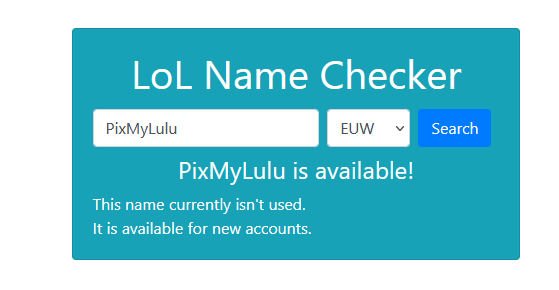 LoL Name Checker
PixMyLulu EUW Search
PixMyLulu is available!
This name currently isn't used.
It is available for new accounts.